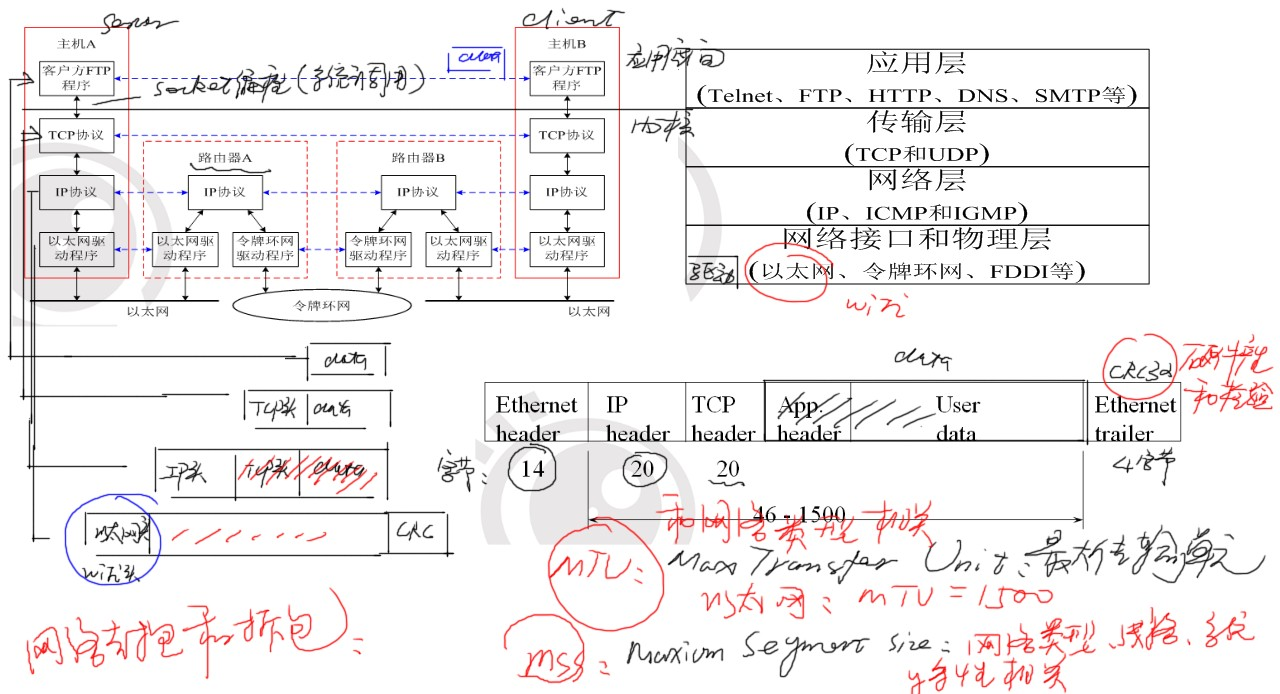 server
client
主机A
主机B
客户方FTP
程序
data
客户方FTP
程序
应用空间
socket编程(系统调用)
TCP协议
TCP协议
内核
路由器A
路由器B
IP协议
IP协议
IP协议
IP协议
以太网驱
动程序
以太网驱
动程序
令牌环网
驱动程序
令牌环网
驱动程序
以太网驱
动程序
以太网驱
动程序
以太网
令牌环网
以太网
应用层
(Telnet、FTP、HTTP、DNS、SMTP等)
传输层
(TCP和UDP)
网络层
(IP、ICMP和IGMP)
网络接口和物理层
驱动
(以太网、令牌环网、FDDI等)
wifi
data
TCP头 data
IP头 TCP头 data
以太网头 CRC
wifi头
网络封包和拆包:
data
CRC32
硬件产生
和校验
Ethernet
header
IP
header
TCP
header
App.
header
User
data
Ethernet
trailer
字节:
14
20
20
4字节
46 - 1500
和网络类型相关
MTU: Max Transfer Unit:最大传输单元
以太网: MTU=1500
MSS: Maxium Segment size: 网络类型、线路、系统
特性相关